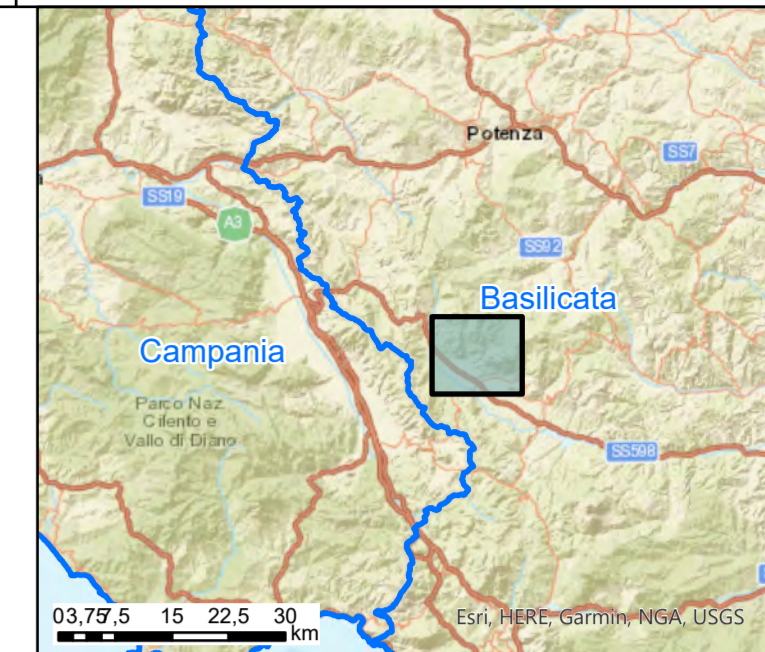 Potenza
SS7
SS19
A3
SS92
Basilicata
Campania
Parco Naz
Cilento e
Vallo di Diano
SS598
03,757,5 15 22,5 30
km
Esri, HERE, Garmin, NGA, USGS